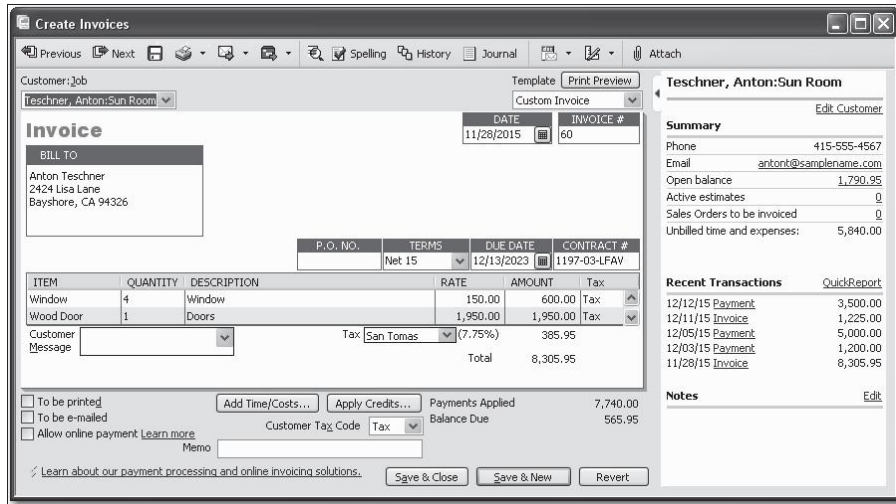 Create Invoices
Previous Next Spelling History Journal Attach
Customer:Job
Template Print Preview
Teschner, Anton:Sun Room
Custom Invoice
Invoice
DATE INVOICE #
11/28/2015 60
BILL TO
Anton Teschner
2424 Lisa Lane
Bayshore, CA 94326
P.O. NO. TERMS DUE DATE CONTRACT #
Net 15 12/13/2023 1197-03-LFAV
ITEM QUANTITY DESCRIPTION RATE AMOUNT Tax
Window 4 Window 150.00 600.00 Tax
Wood Door 1 Doors 1,950.00 1,950.00 Tax
Customer Message
Tax San Tomas (7.75%) 385.95
Total 8,305.95
To be printed
To be e-mailed
Allow online payment Learn more
Add Time/Costs... Apply Credits...
Customer Tax Code Tax
Memo
Payments Applied 7,740.00
Balance Due 565.95
Learn about our payment processing and online invoicing solutions.
Save & Close Save & New Revert
Teschner, Anton:Sun Room
Edit Customer
Summary
Phone 415-555-4567
Email antont@samplename.com
Open balance 1,790.95
Active estimates 0
Sales Orders to be invoiced 0
Unbilled time and expenses: 5,840.00
Recent Transactions QuickReport
12/12/15 Payment 3,500.00
12/11/15 Invoice 1,225.00
12/05/15 Payment 5,000.00
12/03/15 Payment 1,200.00
11/28/15 Invoice 8,305.95
Notes Edit